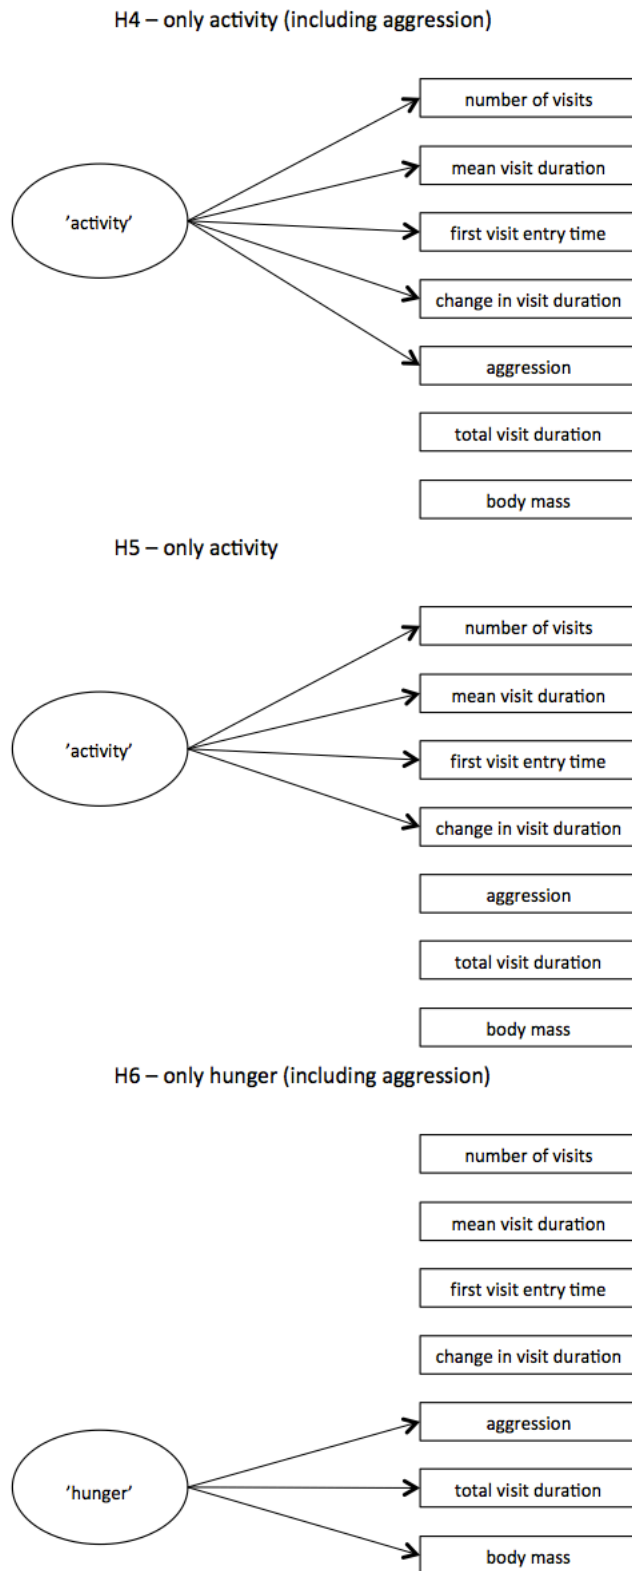 H4 – only activity (including aggression)
number of visits
mean visit duration
'activity'
first visit entry time
change in visit duration
aggression
total visit duration
body mass
H5 – only activity
number of visits
mean visit duration
'activity'
first visit entry time
change in visit duration
aggression
total visit duration
body mass
H6 – only hunger (including aggression)
number of visits
mean visit duration
first visit entry time
change in visit duration
aggression
'hunger'
total visit duration
body mass